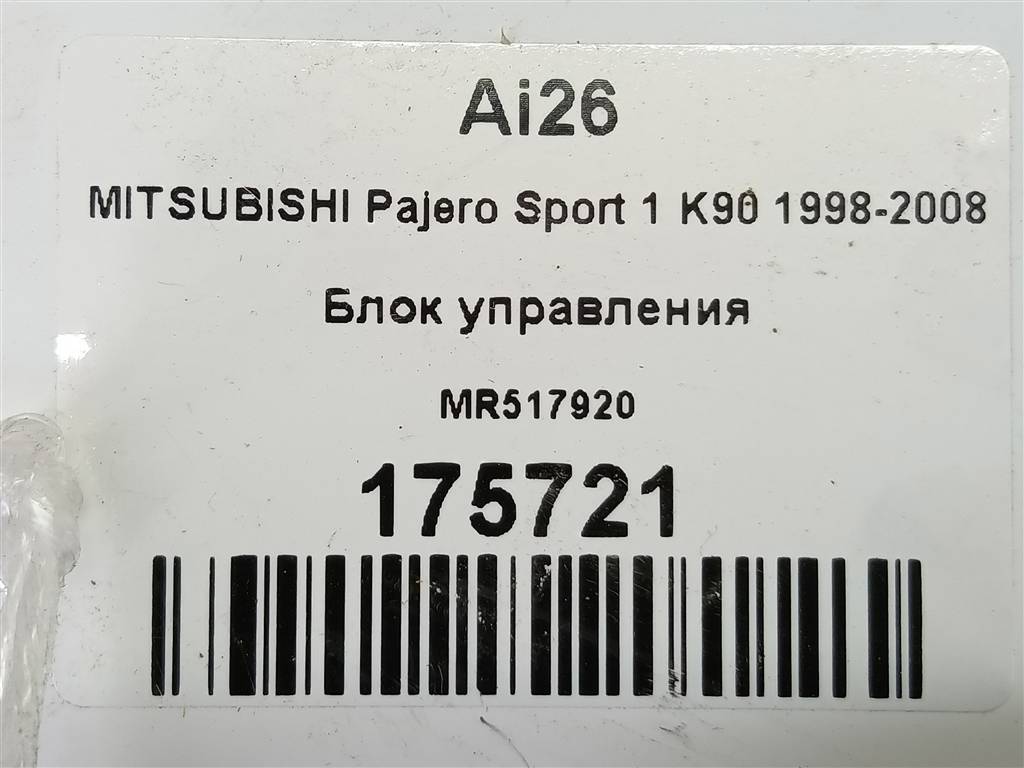 Ai26
MITSUBISHI Pajero Sport 1 K90 1998-2008
Блок управления
MR517920
175721